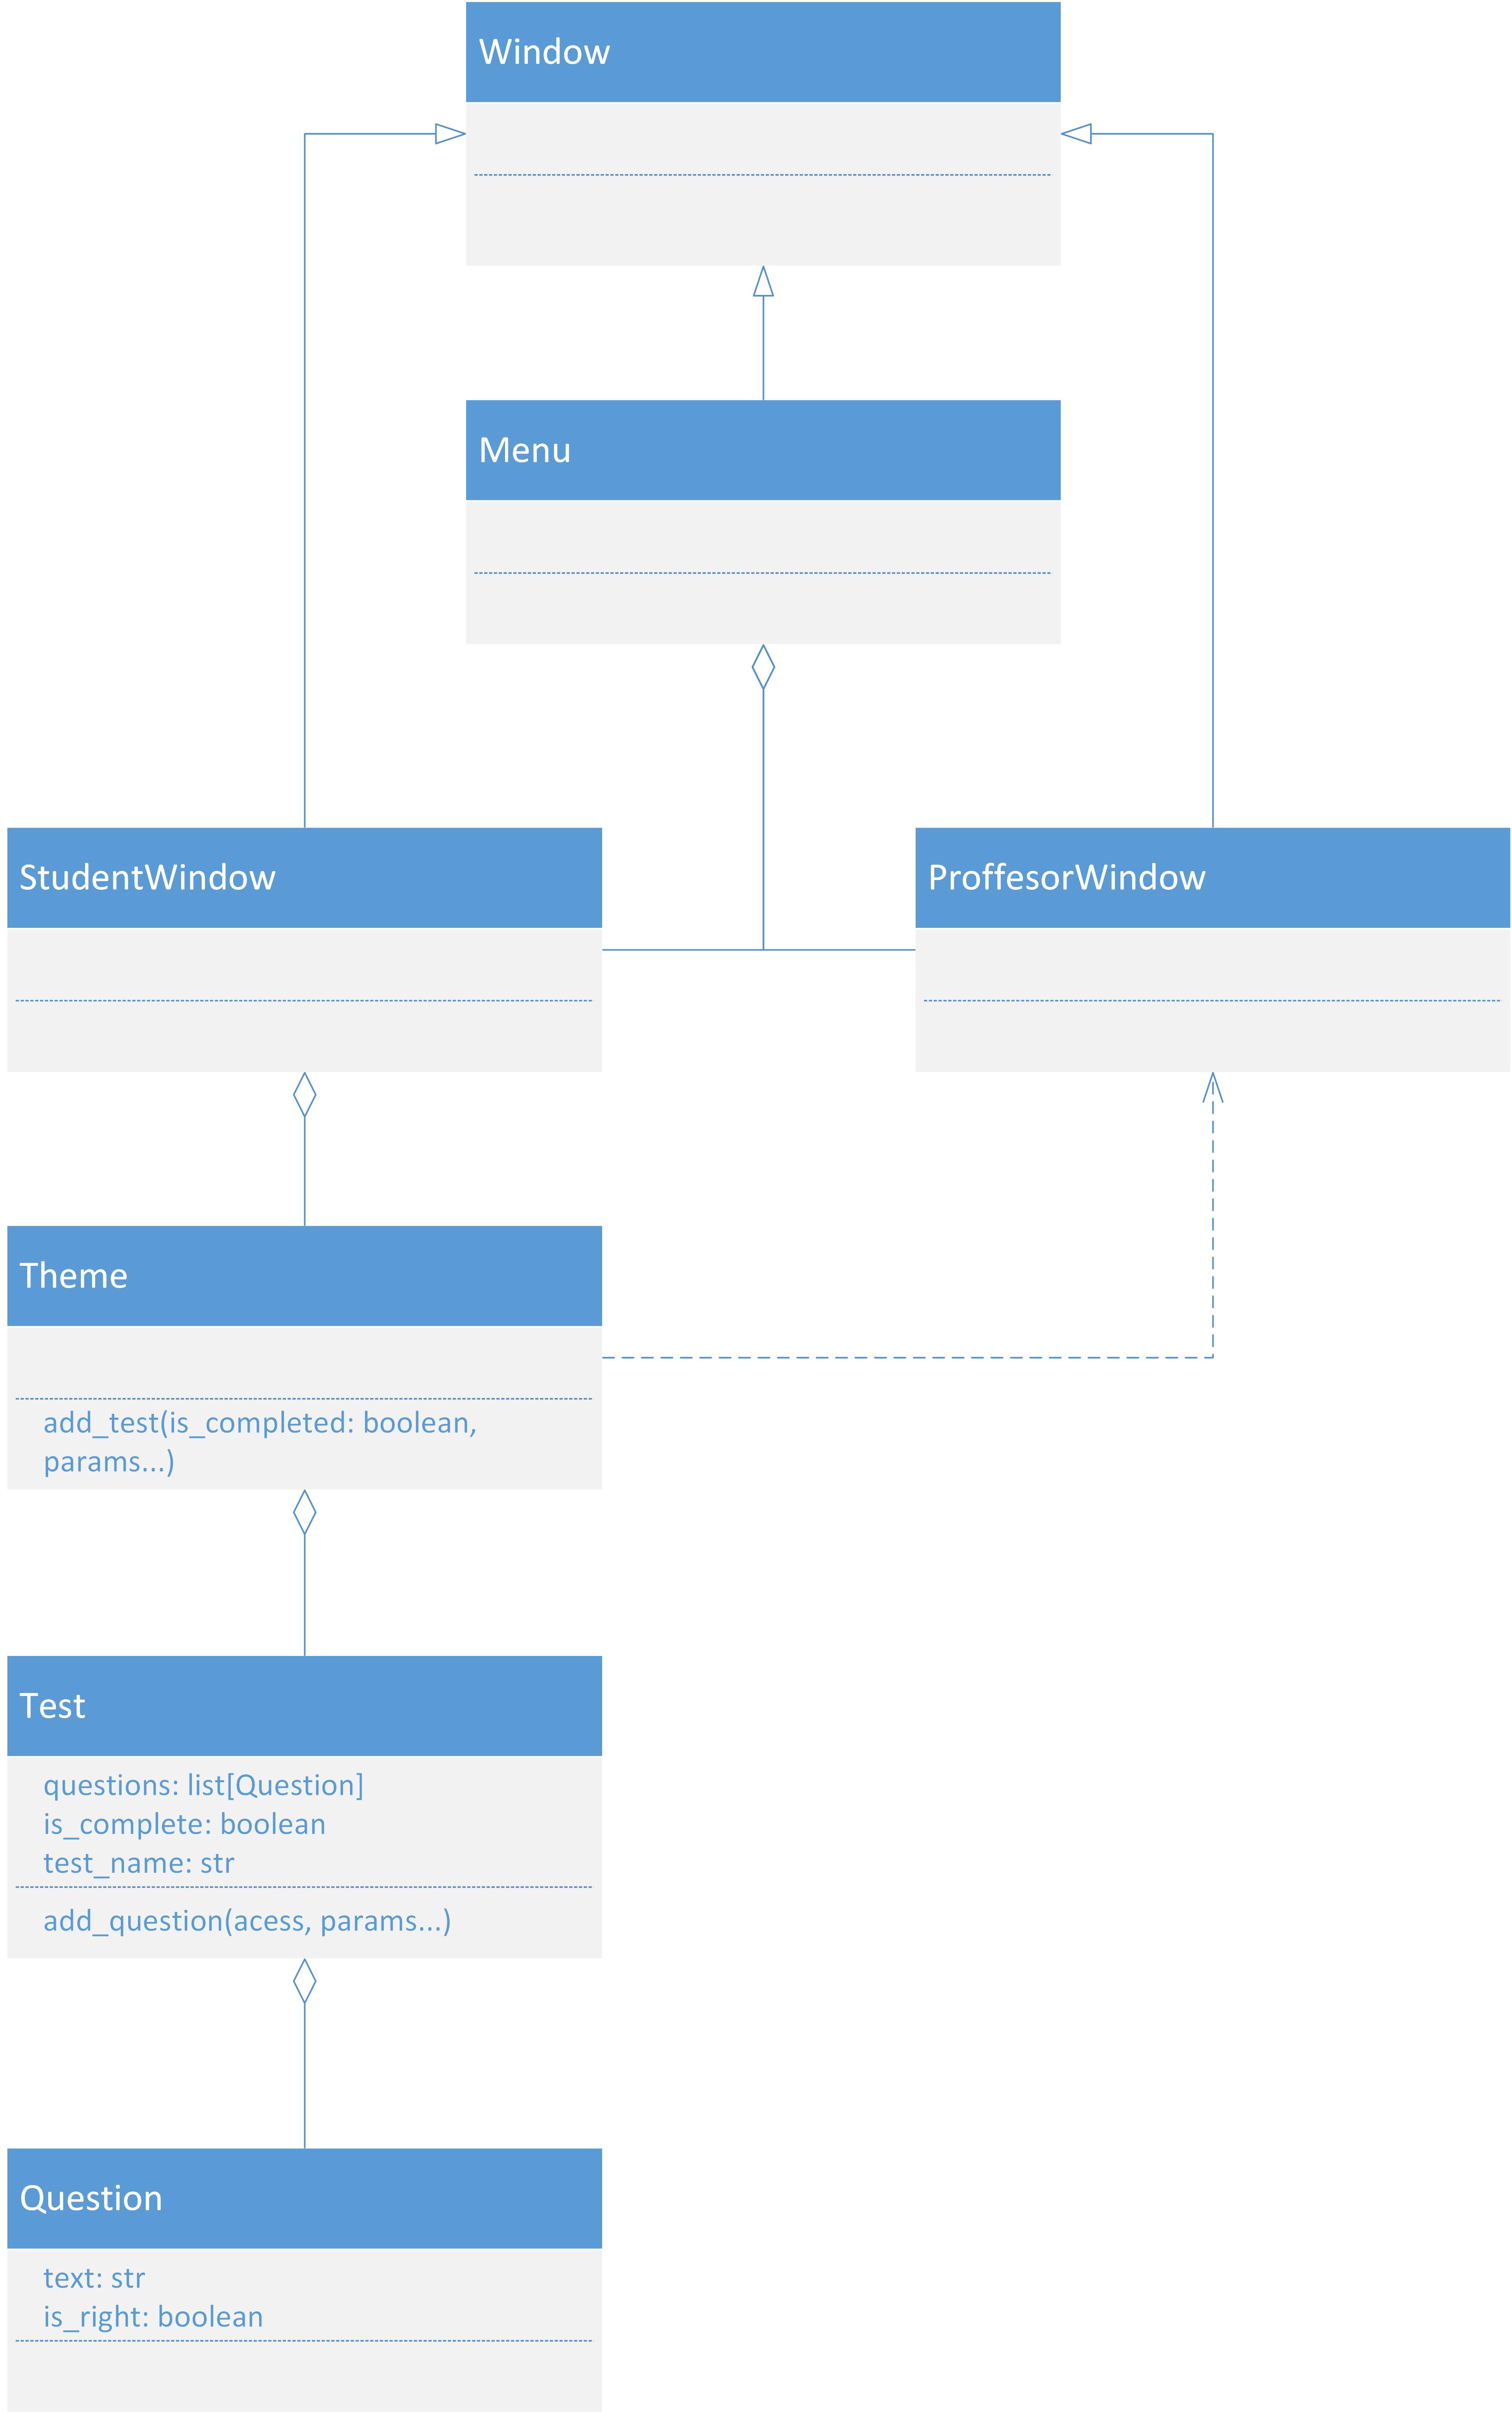 Window
Menu
StudentWindow
ProffesorWindow
Theme
add_test(is_completed: boolean,
params...)
Test
questions: list[Question]
is_complete: boolean
test_name: str
add_question(acess, params...)
Question
text: str
is_right: boolean